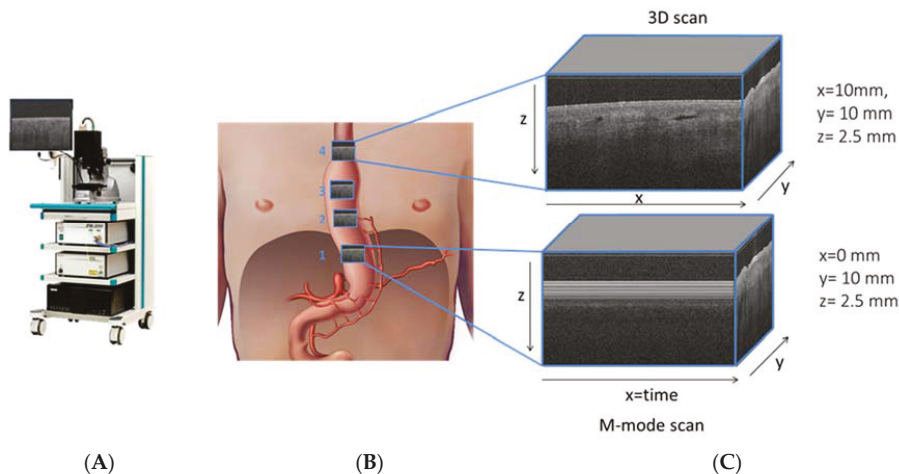 3D scan
z
x
y
x=10mm,
y= 10 mm
z= 2.5 mm
4
3
2
1
z
x=time
y
x=0 mm
y= 10 mm
z= 2.5 mm
M-mode scan
(A)
(B)
(C)